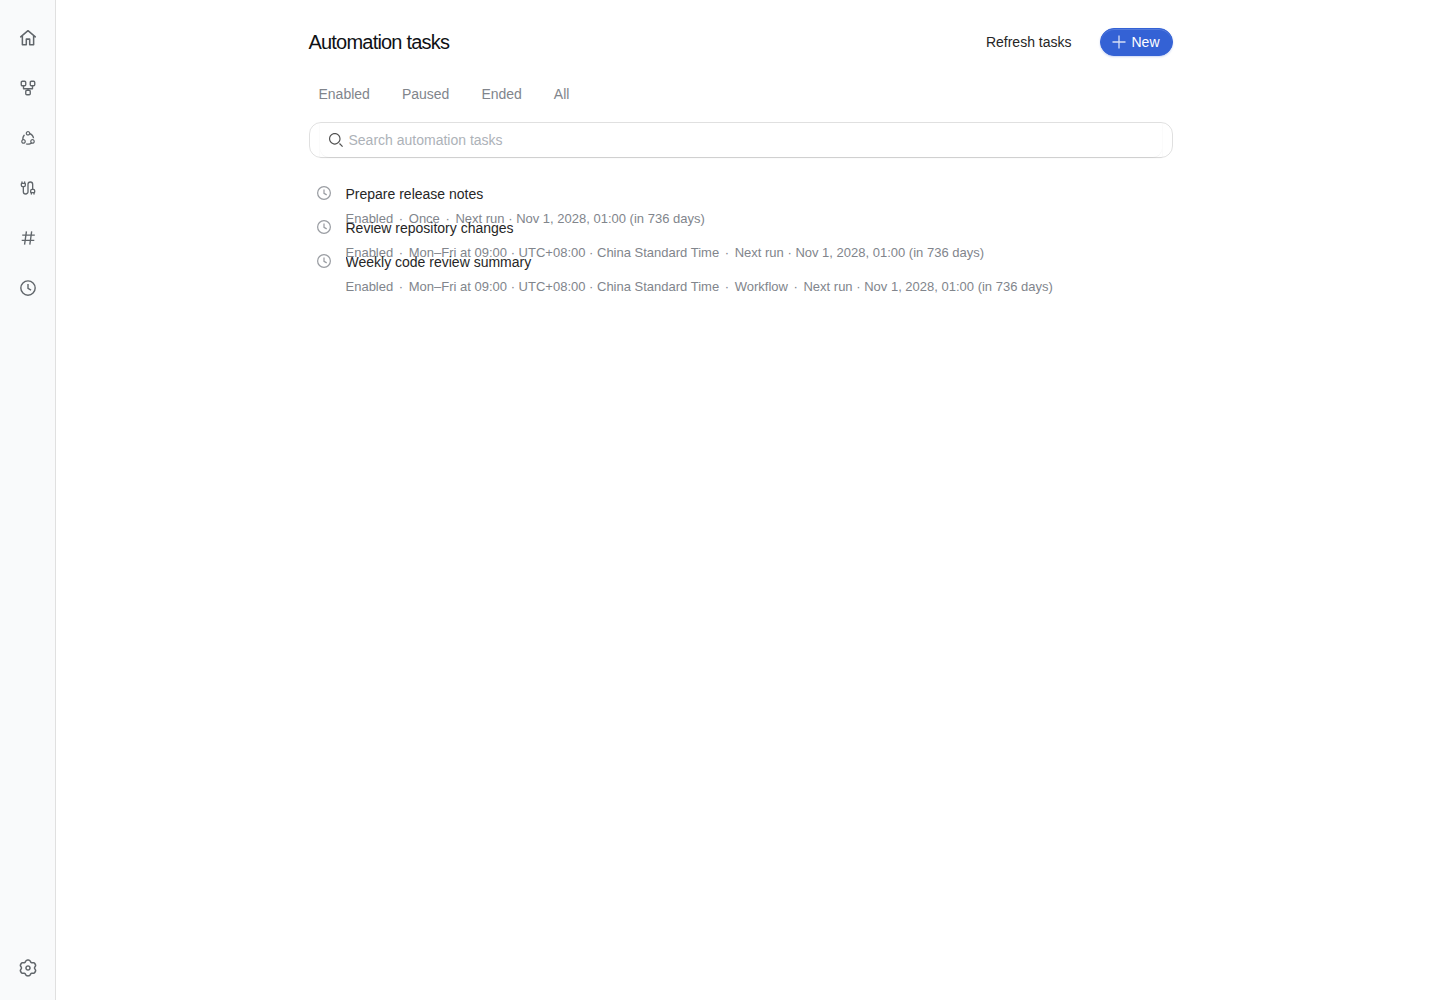 Automation tasks
Refresh tasks
New
Enabled
Paused
Ended
All
Search automation tasks
Prepare release notes
Enabled · Once · Next run · Nov 1, 2028, 01:00 (in 736 days)
Review repository changes
Enabled · Mon–Fri at 09:00 · UTC+08:00 · China Standard Time · Next run · Nov 1, 2028, 01:00 (in 736 days)
Weekly code review summary
Enabled · Mon–Fri at 09:00 · UTC+08:00 · China Standard Time · Workflow · Next run · Nov 1, 2028, 01:00 (in 736 days)